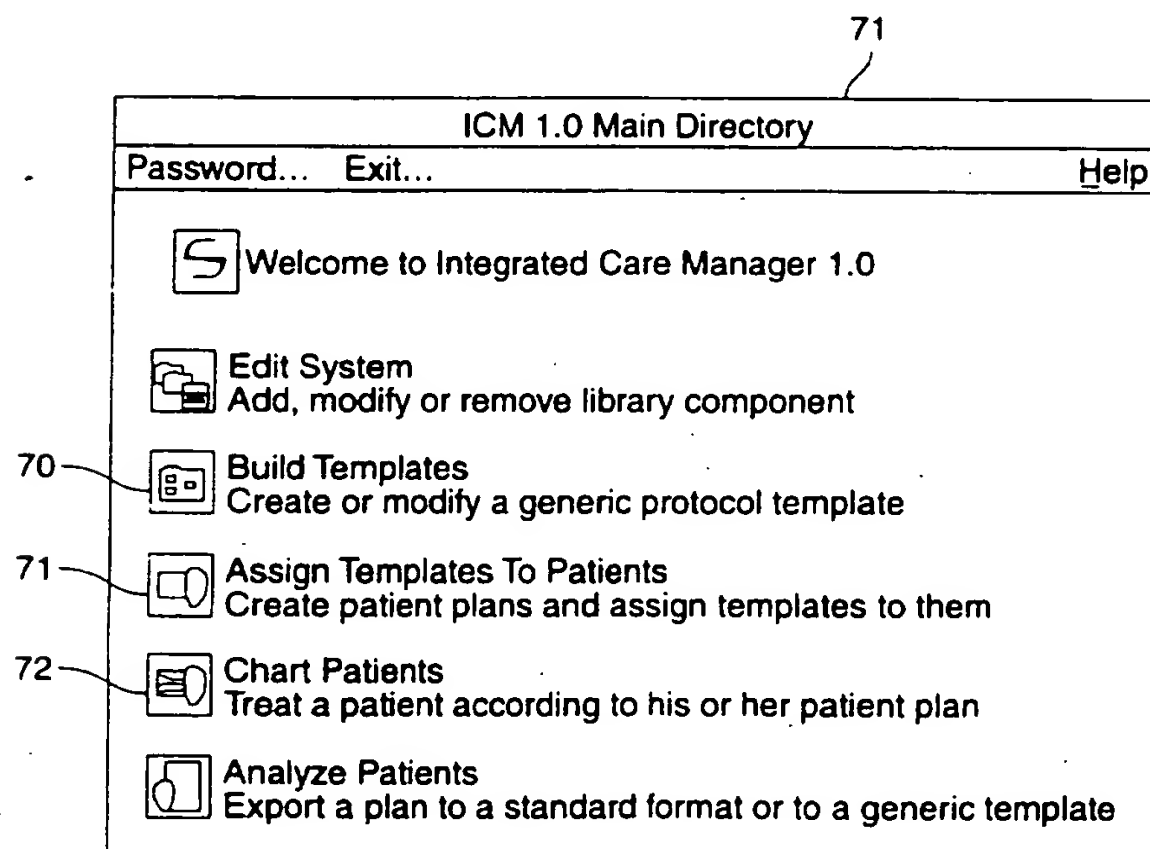 71
ICM 1.0 Main Directory
Password... Exit... Help
Welcome to Integrated Care Manager 1.0
Edit System
Add, modify or remove library component
70
Build Templates
Create or modify a generic protocol template
71
Assign Templates To Patients
Create patient plans and assign templates to them
72
Chart Patients
Treat a patient according to his or her patient plan
Analyze Patients
Export a plan to a standard format or to a generic template